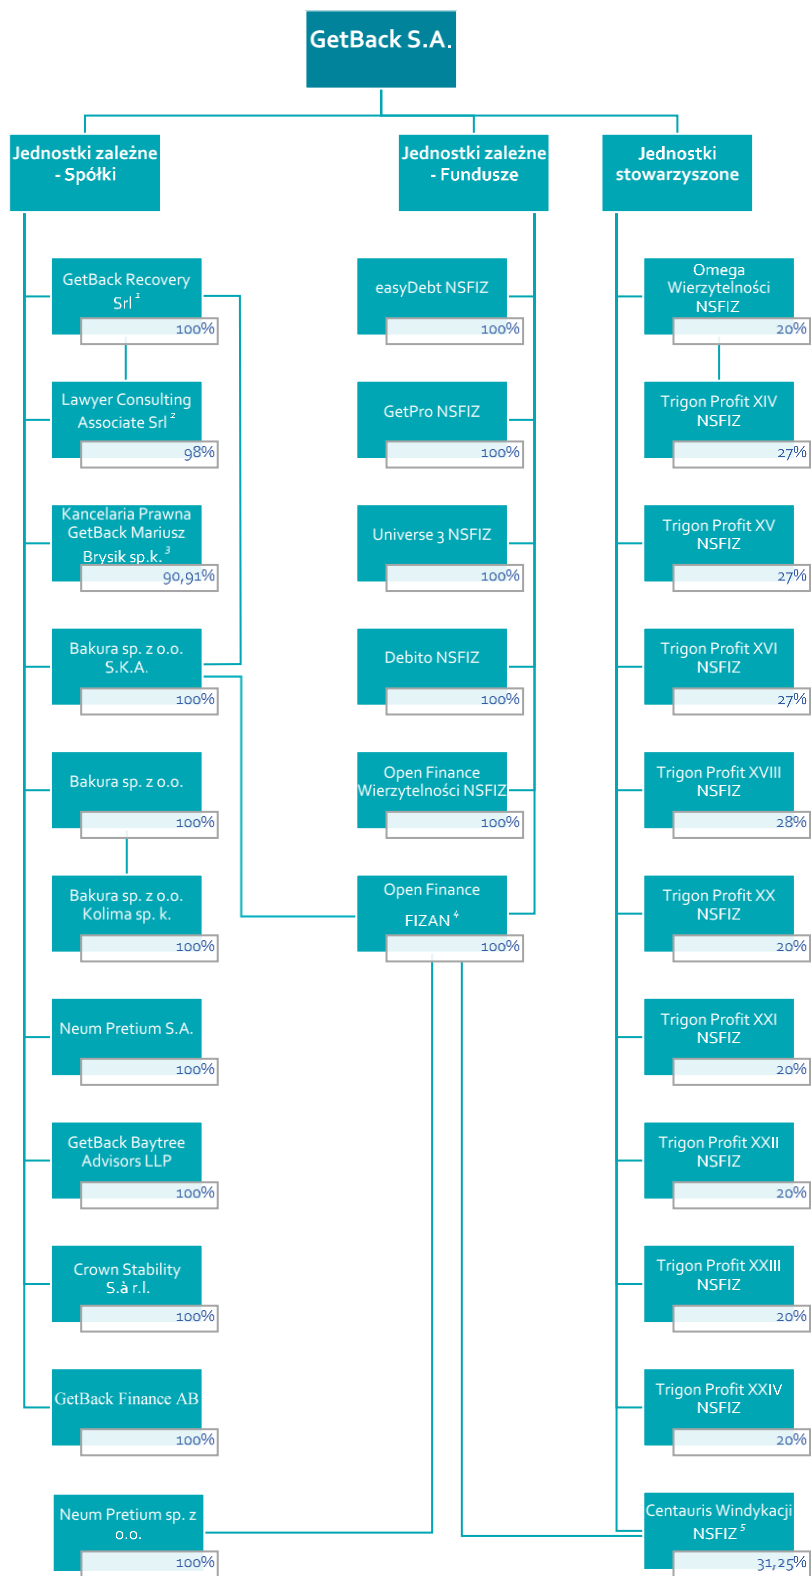 GetBack S.A.
Jednostki zależne
- Spółki
GetBack Recovery
Srl ¹
100%
Lawyer Consulting
Associate Srl ²
98%
Kancelaria Prawna
GetBack Mariusz
Brysik sp.k. ³
90,91%
Bakura sp. z o.o.
S.K.A.
100%
Bakura sp. z o.o.
100%
Bakura sp. z o.o.
Kolima sp. k.
100%
Neum Pretium S.A.
100%
GetBack Baytree
Advisors LLP
100%
Crown Stability
S.à r.l.
100%
GetBack Finance AB
100%
Neum Pretium sp. z
o.o.
100%
Jednostki zależne
- Fundusze
easyDebt NSFIZ
100%
GetPro NSFIZ
100%
Universe 3 NSFIZ
100%
Debito NSFIZ
100%
Open Finance
Wierzytelności NSFIZ
100%
Open Finance
FIZAN ⁴
100%
Jednostki
stowarzyszone
Omega
Wierzytelności
NSFIZ
20%
Trigon Profit XIV
NSFIZ
27%
Trigon Profit XV
NSFIZ
27%
Trigon Profit XVI
NSFIZ
27%
Trigon Profit XVIII
NSFIZ
28%
Trigon Profit XX
NSFIZ
20%
Trigon Profit XXI
NSFIZ
20%
Trigon Profit XXII
NSFIZ
20%
Trigon Profit XXIII
NSFIZ
20%
Trigon Profit XXIV
NSFIZ
20%
Centauris Windykacji
NSFIZ ⁵
31,25%